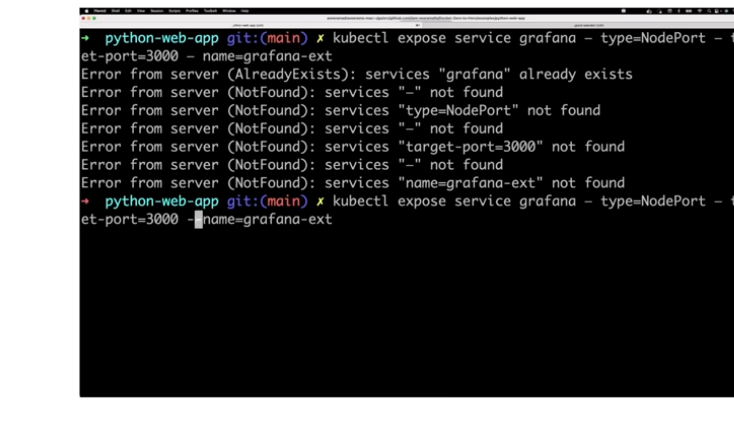 → python-web-app git:(main) ✗ kubectl expose service grafana – type=NodePort – t
et-port=3000 – name=grafana-ext
Error from server (AlreadyExists): services "grafana" already exists
Error from server (NotFound): services "–" not found
Error from server (NotFound): services "type=NodePort" not found
Error from server (NotFound): services "–" not found
Error from server (NotFound): services "target-port=3000" not found
Error from server (NotFound): services "–" not found
Error from server (NotFound): services "name=grafana-ext" not found
→ python-web-app git:(main) ✗ kubectl expose service grafana – type=NodePort – t
et-port=3000 --name=grafana-ext